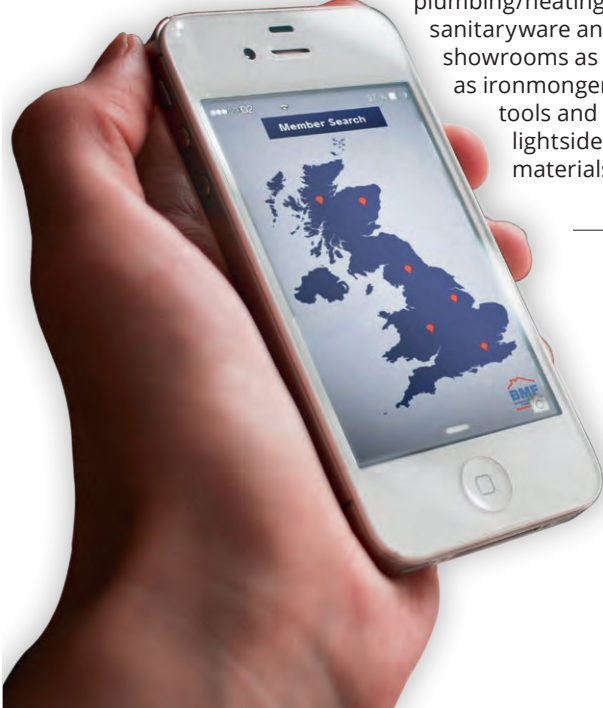 plumbing/heating
sanitaryware an
showrooms as
as ironmonger
tools and
lightside
materials
Member Search
BMF